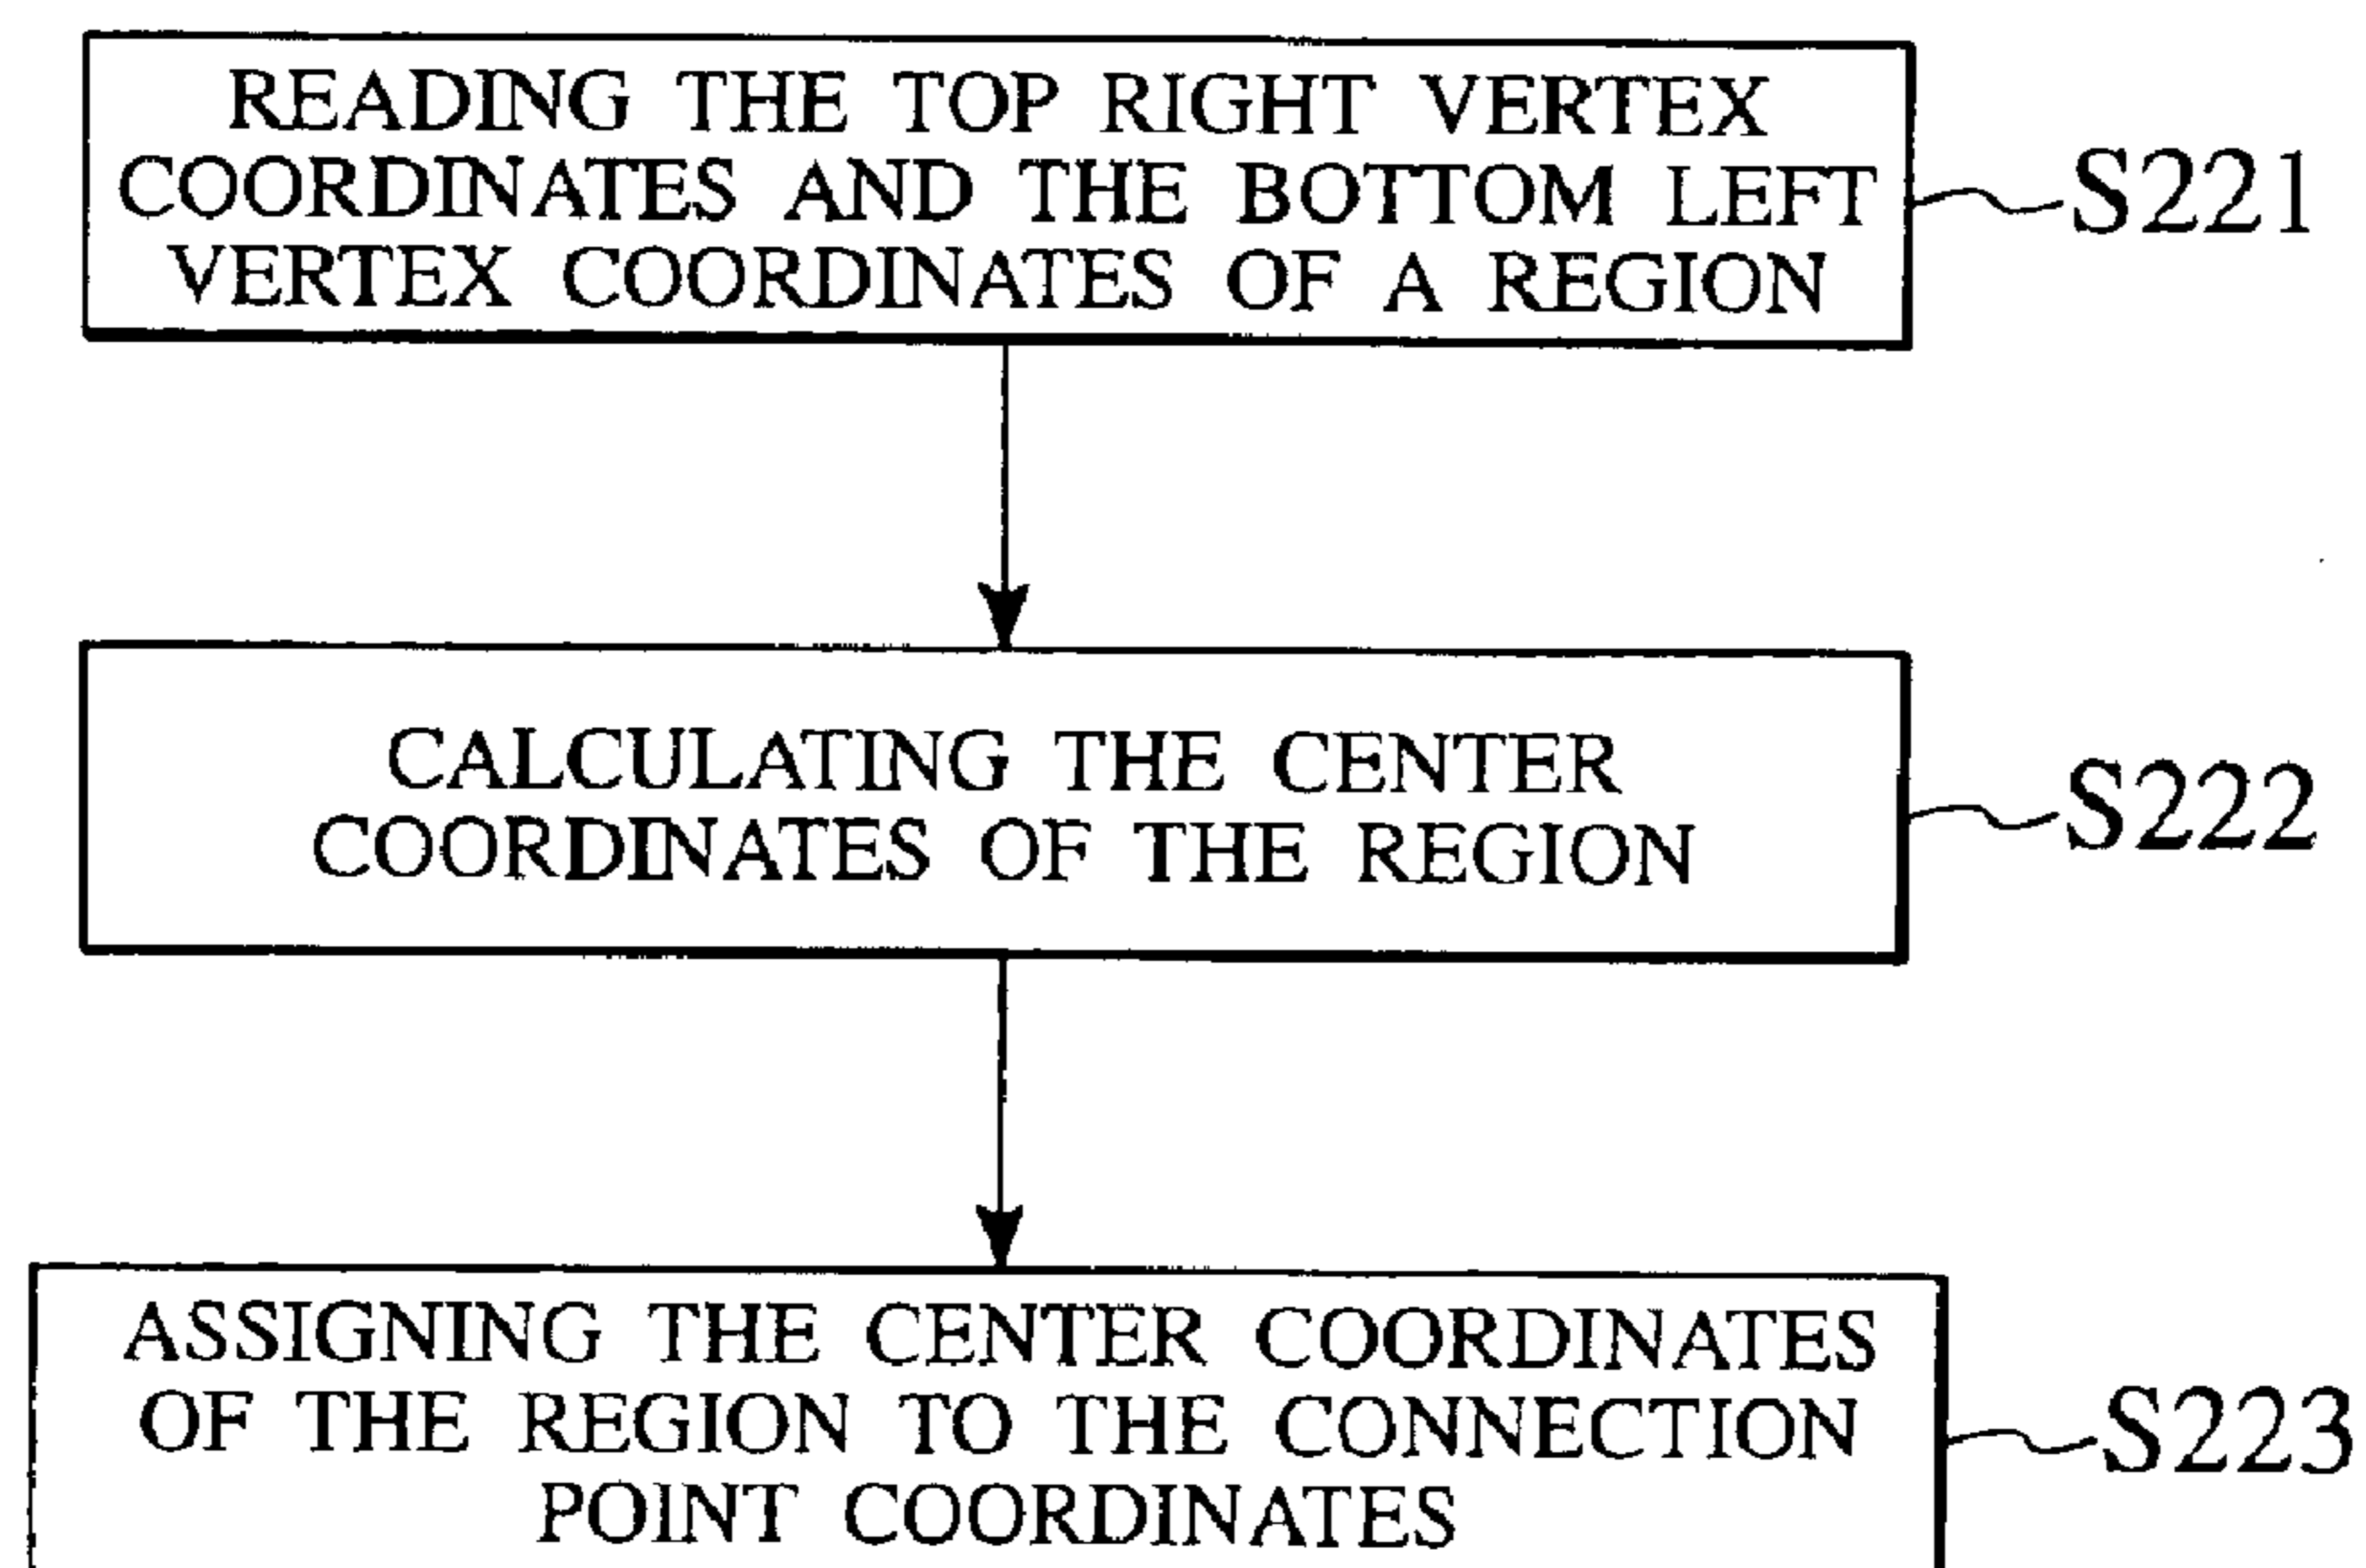 READING THE TOP RIGHT VERTEX
COORDINATES AND THE BOTTOM LEFT
VERTEX COORDINATES OF A REGION
S221
CALCULATING THE CENTER
COORDINATES OF THE REGION
S222
ASSIGNING THE CENTER COORDINATES
OF THE REGION TO THE CONNECTION
POINT COORDINATES
S223